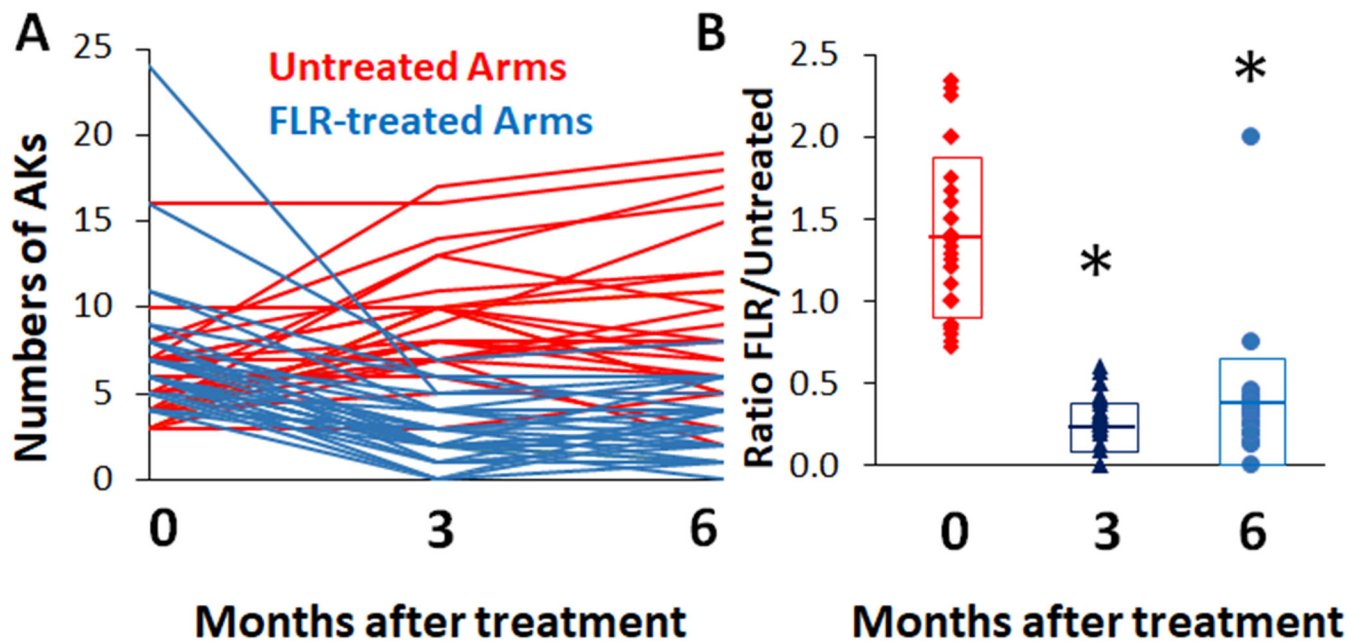 A
25
20
15
10
5
0
Numbers of AKs
Untreated Arms
FLR-treated Arms
0 3 6
Months after treatment
B
2.5
2.0
1.5
1.0
0.5
0.0
Ratio FLR/Untreated
*
*
0 3 6
Months after treatment